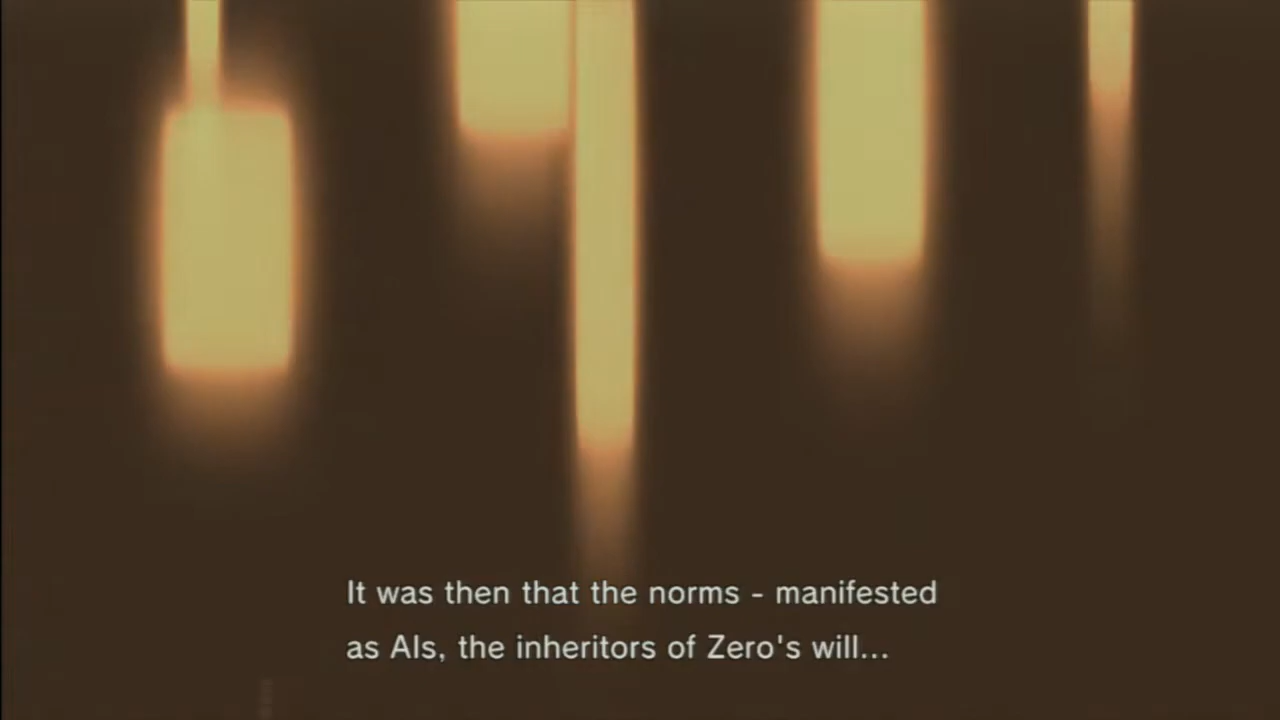 It was then that the norms - manifested
as AIs, the inheritors of Zero's will...